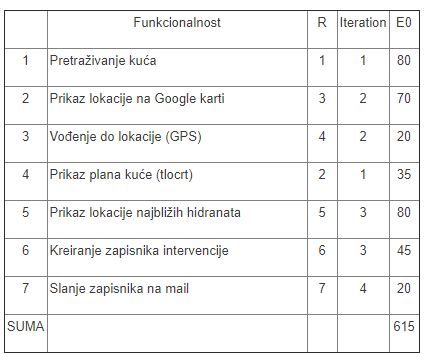 Funkcionalnost R Iteration E0
1 Pretraživanje kuća 1 1 80
2 Prikaz lokacije na Google karti 3 2 70
3 Vođenje do lokacije (GPS) 4 2 20
4 Prikaz plana kuće (tlocrt) 2 1 35
5 Prikaz lokacije najbližih hidranata 5 3 80
6 Kreiranje zapisnika intervencije 6 3 45
7 Slanje zapisnika na mail 7 4 20
SUMA 615